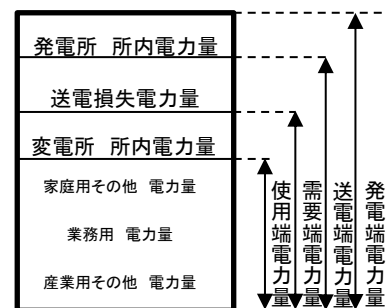 発電所　所内電力量
送電損失電力量
変電所　所内電力量
家庭用その他　電力量
業務用　電力量
産業用その他　電力量
使用端電力量
需要端電力量
送電端電力量
発電端電力量